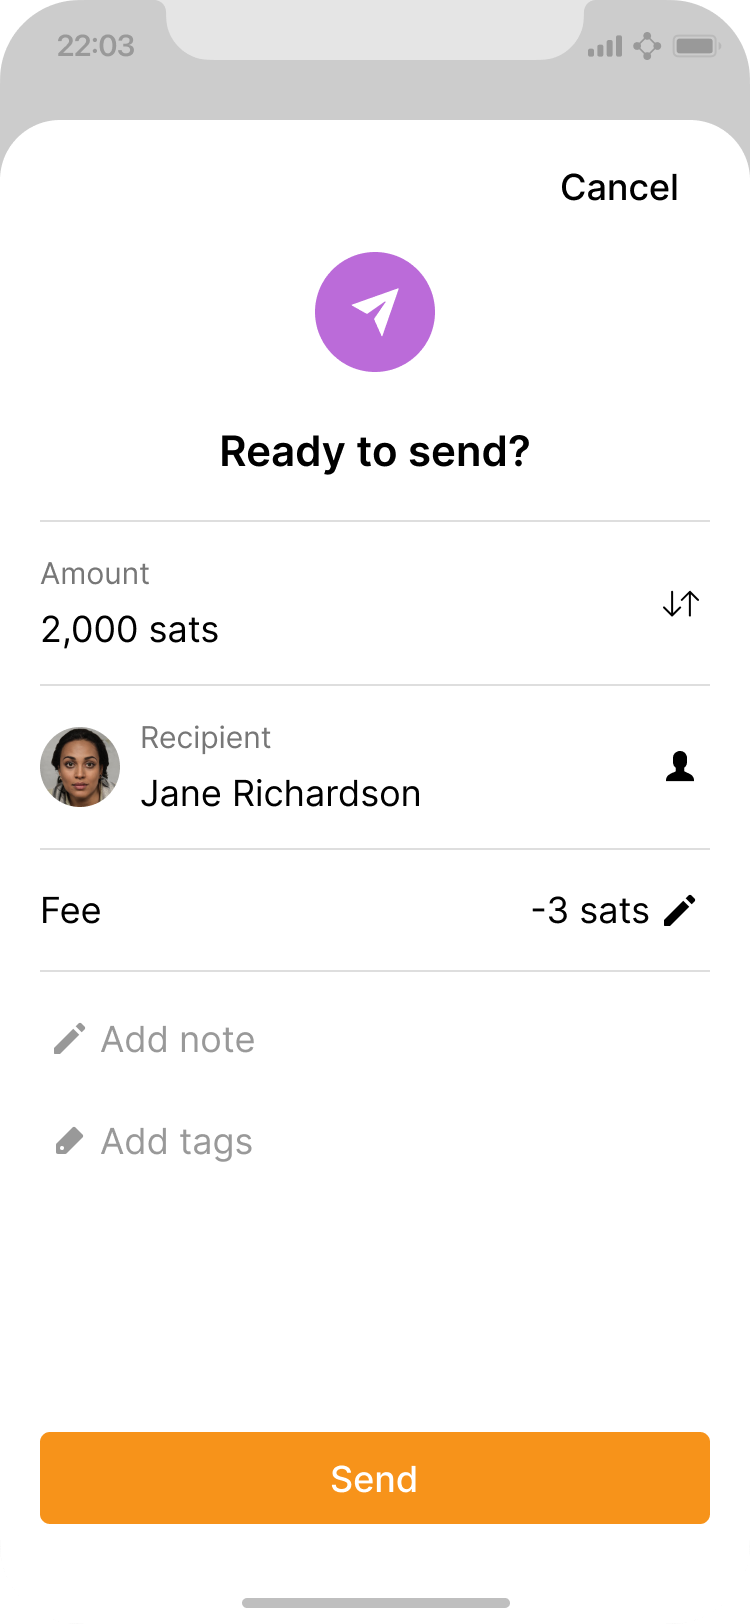 22:03
Cancel
Ready to send?
Amount
2,000 sats
Recipient
Jane Richardson
Fee
-3 sats
Add note
Add tags
Send